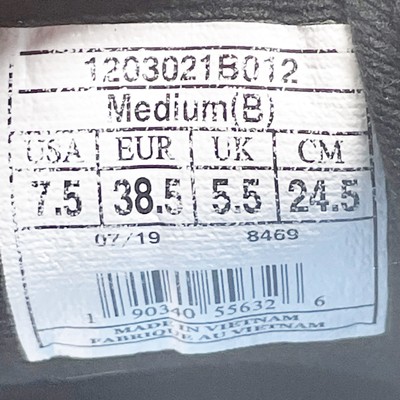 1203021B012
Medium(B)
USA EUR UK CM
7.5 38.5 5.5 24.5
07/19 8469
1 90340 55632 6
MADE IN VIETNAM
FABRIQUE AU VIETNAM